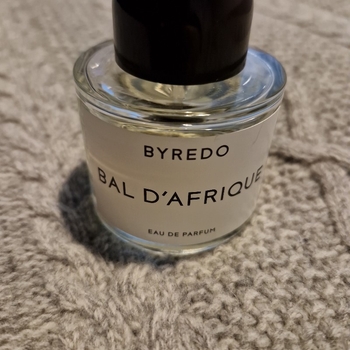 BYREDO
BAL D'AFRIQUE
EAU DE PARFUM